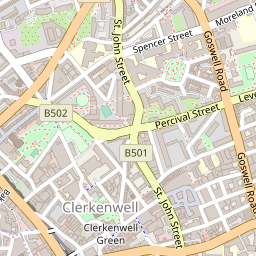 Moreland
St. John Street
Spencer Street
Goswell Road
B502
Percival Street
Leve
B501
Goswell Road
Clerkenwell
St. John Street
Clerkenwell
Green